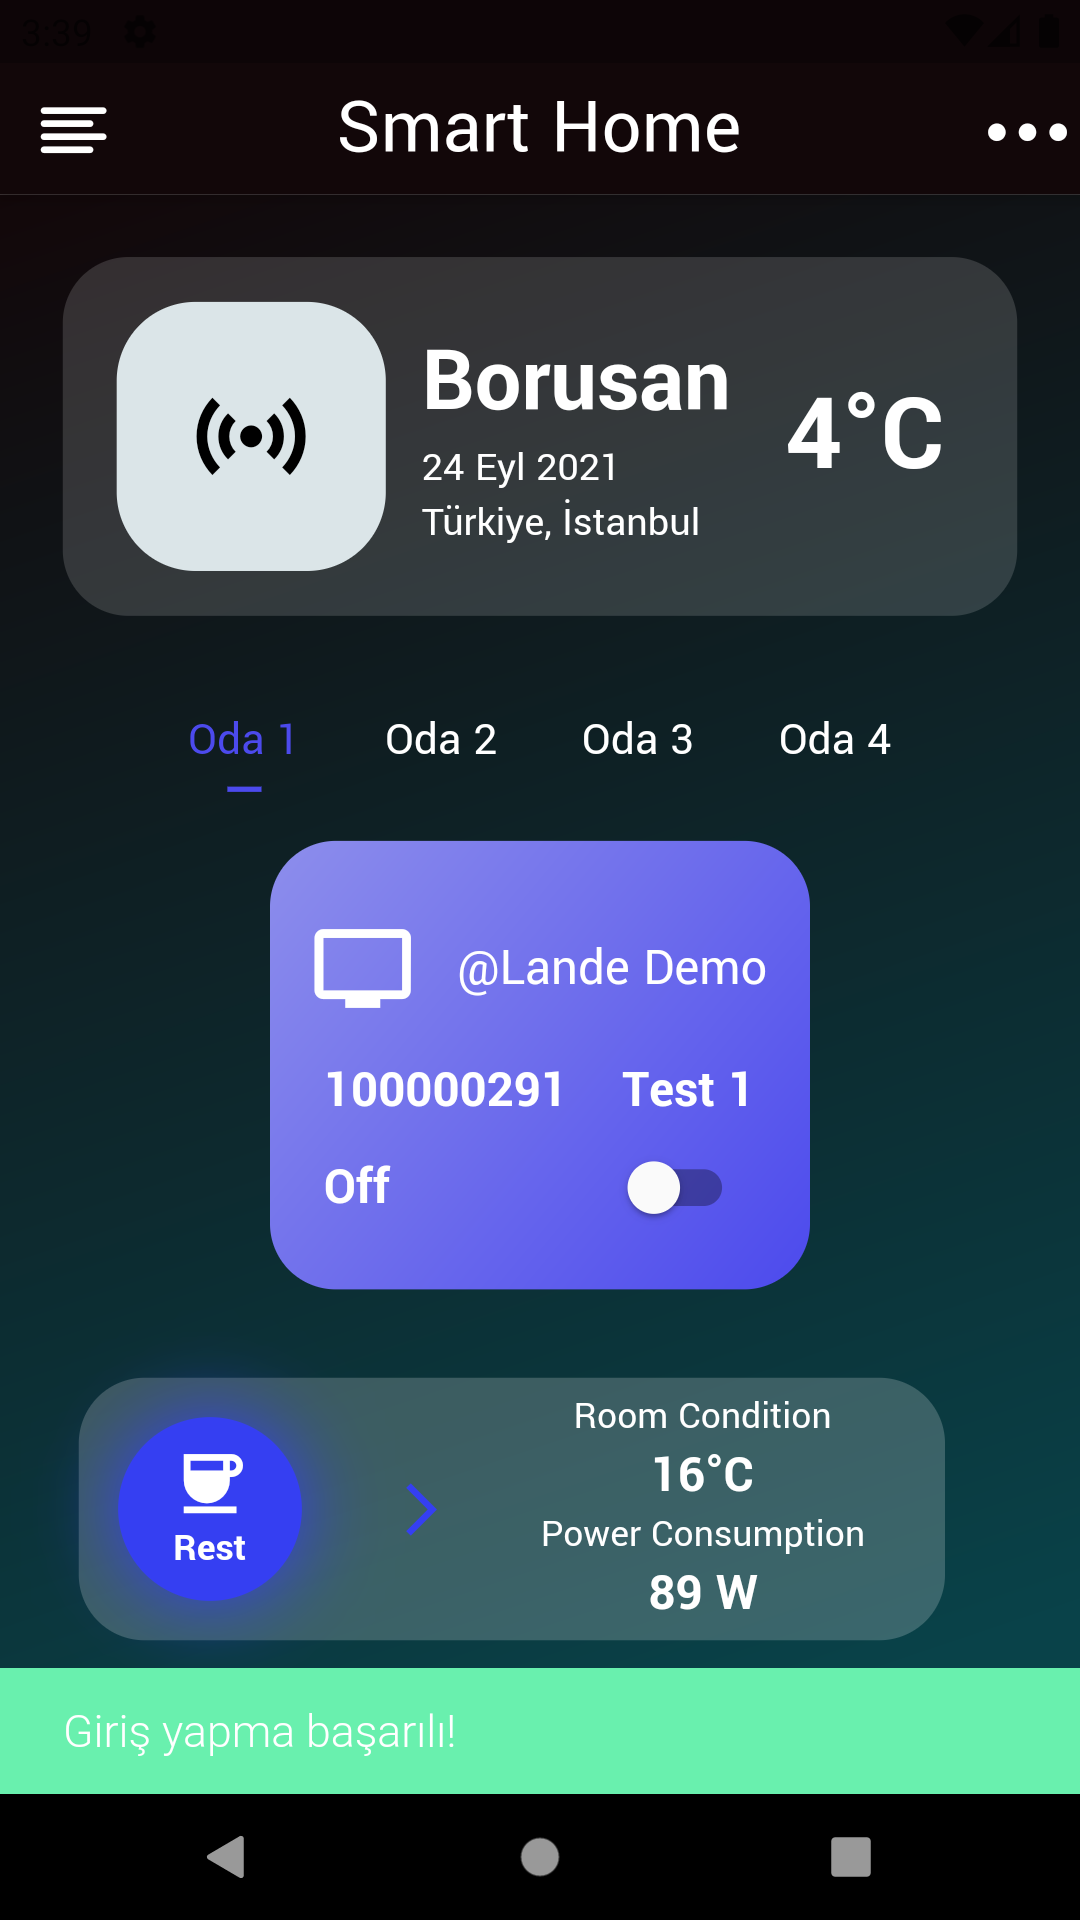 3:39
Smart Home
Borusan
24 Eyl 2021
Türkiye, İstanbul
4°C
Oda 1
Oda 2
Oda 3
Oda 4
@Lande Demo
100000291
Test 1
Off
Rest
Room Condition
16°C
Power Consumption
89 W
Giriş yapma başarılı!